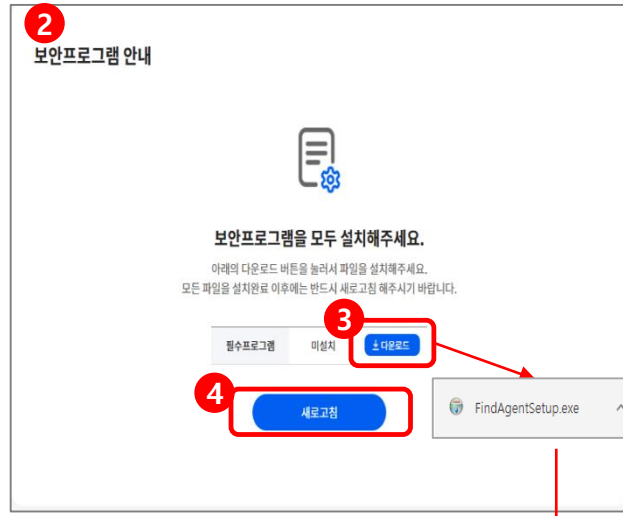 2
보안프로그램 안내
보안프로그램을 모두 설치해주세요.
아래의 다운로드 버튼을 눌러서 파일을 설치해주세요.
모든 파일을 설치완료 이후에는 반드시 새로고침 해주시기 바랍니다.
3
필수프로그램 미설치 다운로드
4
새로고침
FindAgentSetup.exe